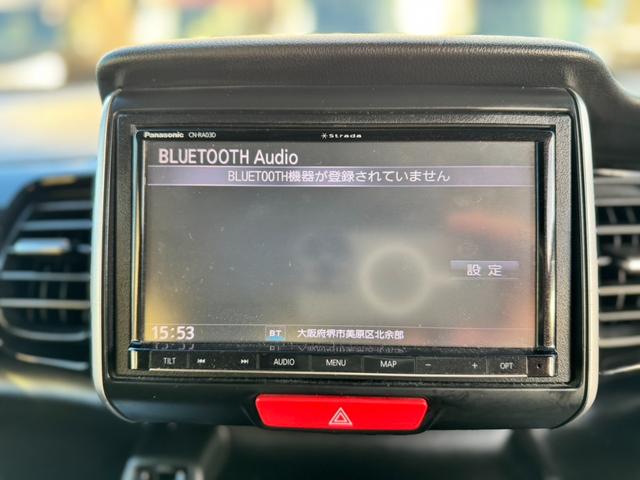 Panasonic CN-RA03D Strada
BLUETOOTH Audio
BLUETOOTH機器が登録されていません
設定
15:53 BT 大阪府堺市美原区北余部
TILT AUDIO MENU MAP − + OPT